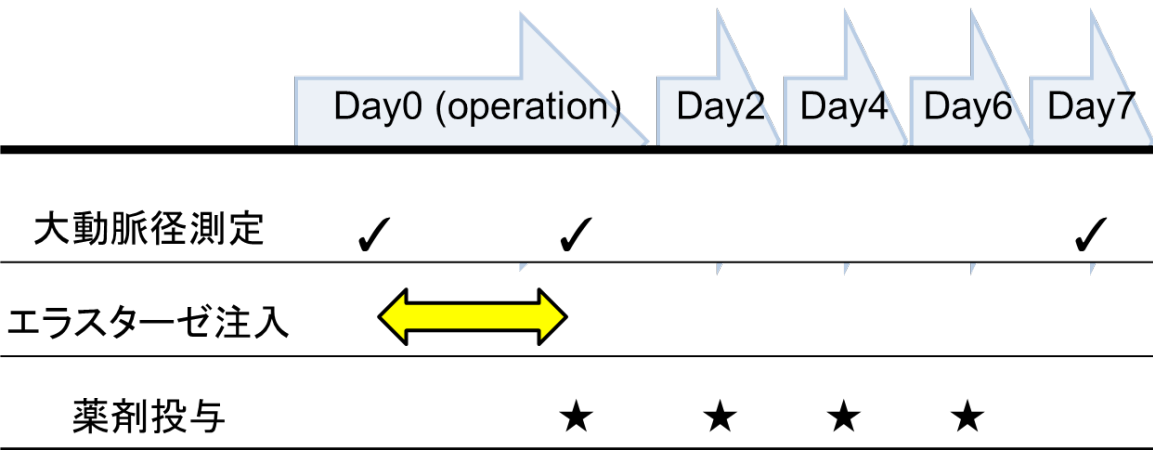 Day0 (operation) Day2 Day4 Day6 Day7
大動脈径測定 ✓ ✓ ✓
エラスターゼ注入
薬剤投与 ★ ★ ★ ★